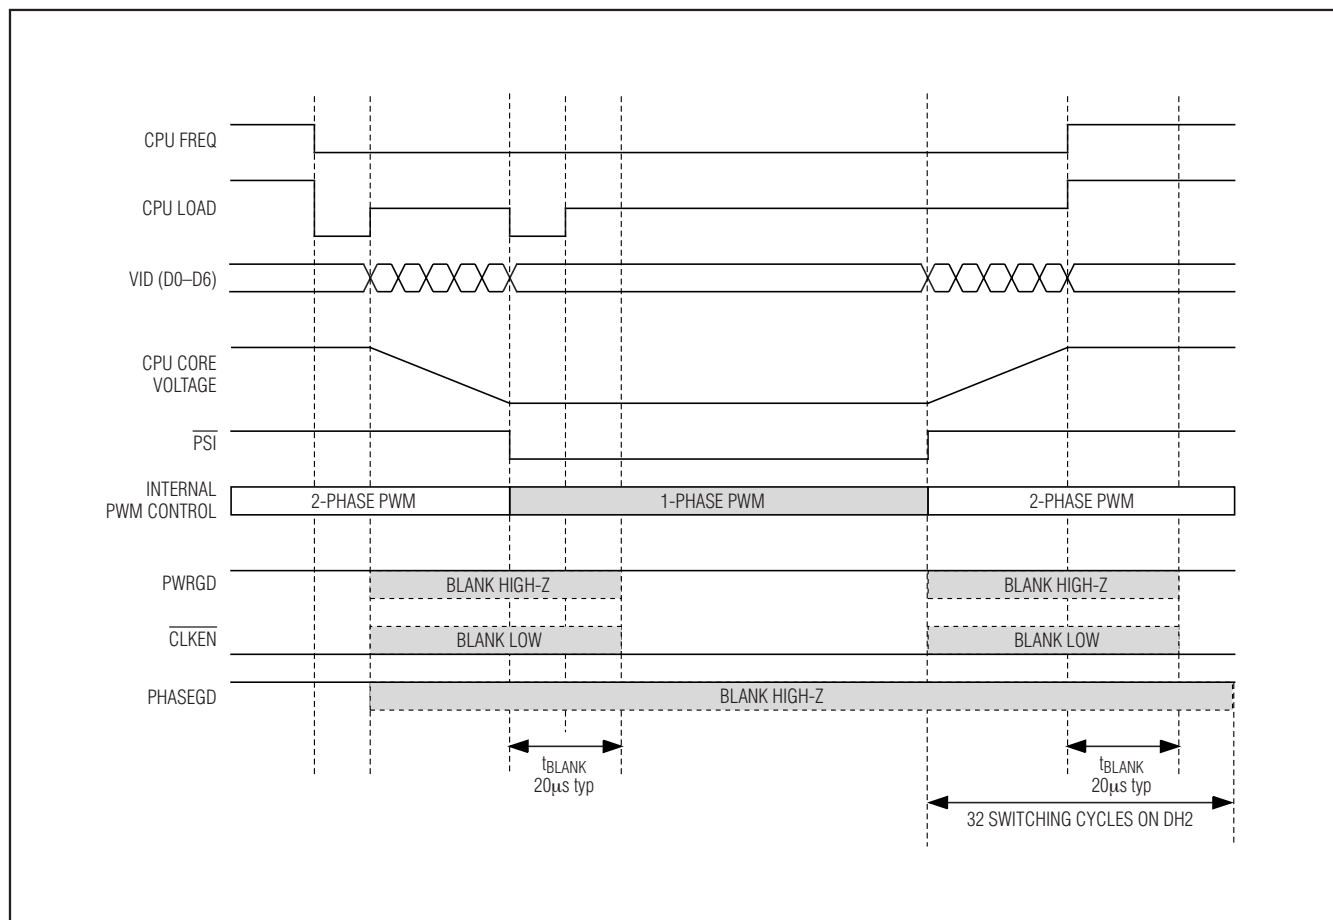 CPU FREQ
CPU LOAD
VID (D0–D6)
CPU CORE
VOLTAGE
PSI
INTERNAL
PWM CONTROL
2-PHASE PWM
1-PHASE PWM
2-PHASE PWM
PWRGD
BLANK HIGH-Z
BLANK HIGH-Z
CLKEN
BLANK LOW
BLANK LOW
PHASEGD
BLANK HIGH-Z
tBLANK
20μs typ
tBLANK
20μs typ
32 SWITCHING CYCLES ON DH2